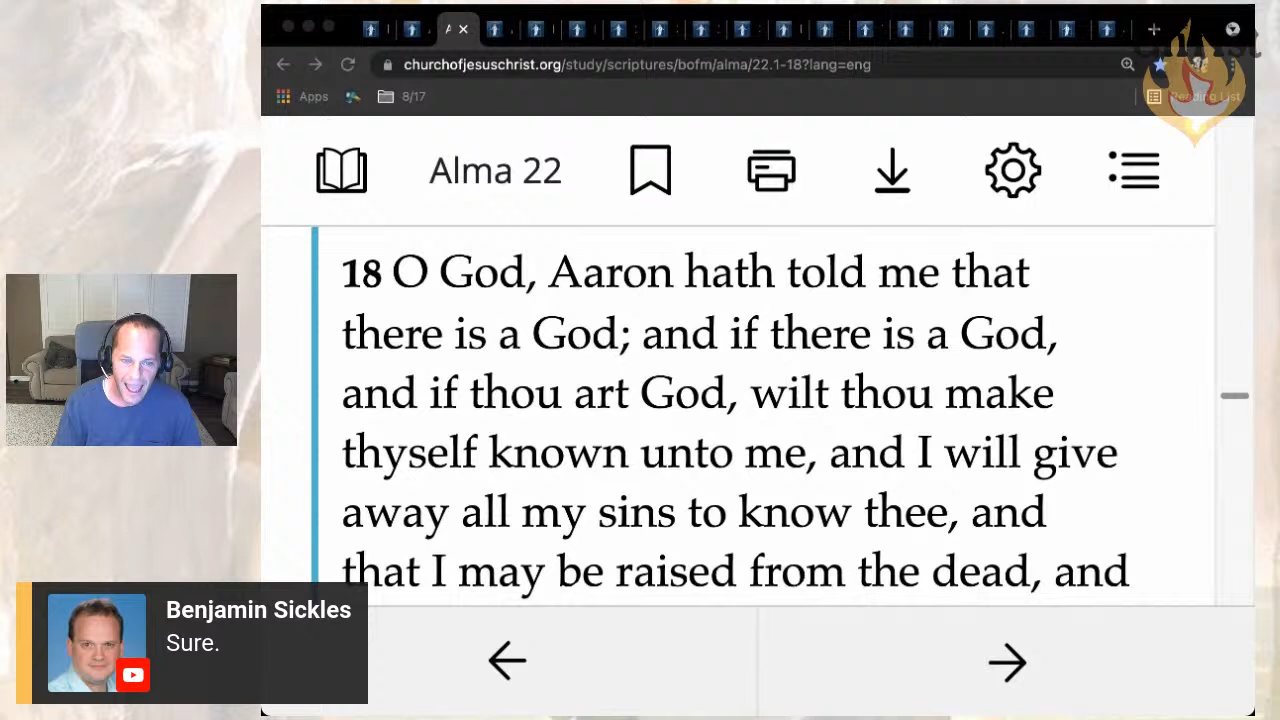 churchofjesuschrist.org/study/scriptures/bofm/alma/22.1-18?lang=eng
Apps
8/17
Reading List
Alma 22
18 O God, Aaron hath told me that
there is a God; and if there is a God,
and if thou art God, wilt thou make
thyself known unto me, and I will give
away all my sins to know thee, and
that I may be raised from the dead, and
Benjamin Sickles
Sure.